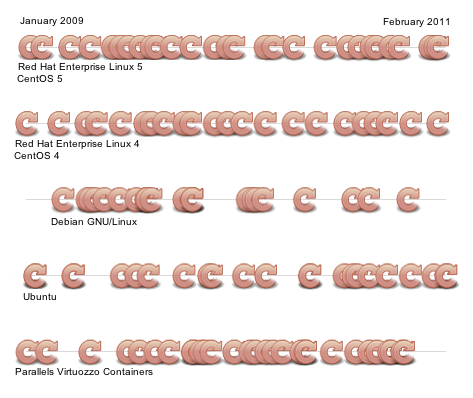 January 2009
February 2011
Red Hat Enterprise Linux 5
CentOS 5
Red Hat Enterprise Linux 4
CentOS 4
Debian GNU/Linux
Ubuntu
Parallels Virtuozzo Containers